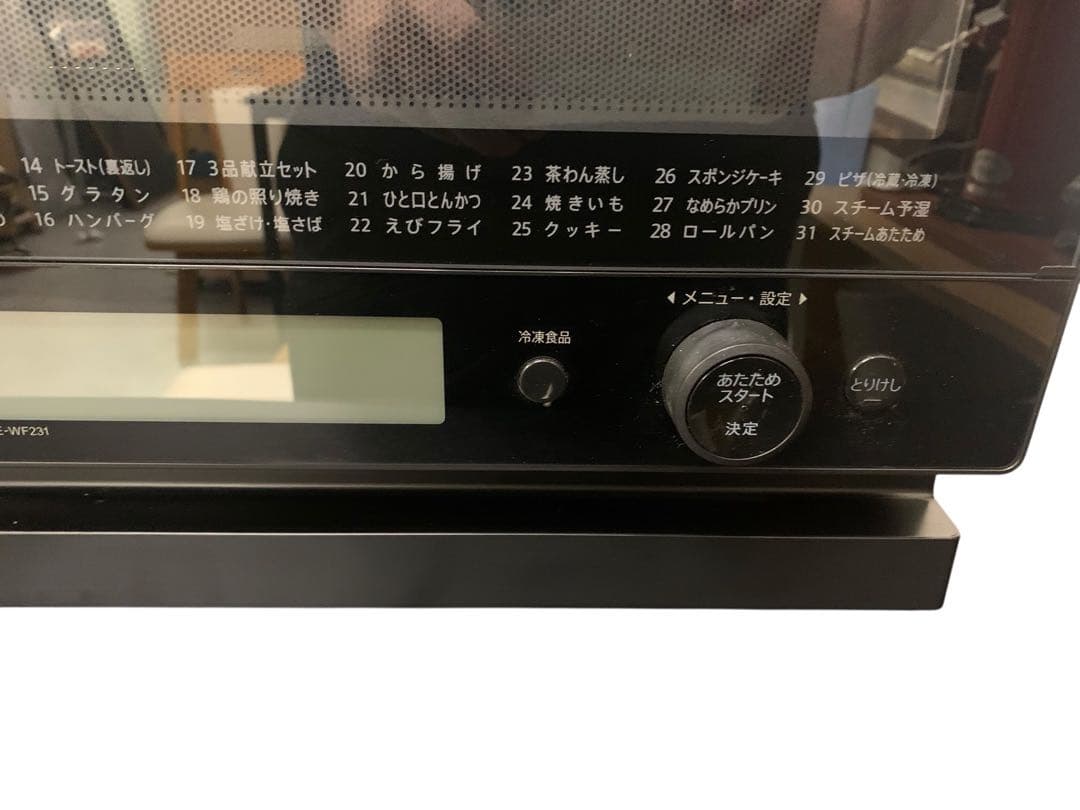 14 トースト(裏返し) 17 3品献立セット 20 から揚げ 23 茶わん蒸し 26 スポンジケーキ 29 ピザ(冷蔵・冷凍)
15 グラタン 18 鶏の照り焼き 21 ひと口とんかつ 24 焼きいも 27 なめらかプリン 30 スチーム予湿
16 ハンバーグ 19 塩ざけ・塩さば 22 えびフライ 25 クッキー 28 ロールパン 31 スチームあたため
◀ メニュー・設定 ▶
冷凍食品
あたため
スタート
決定
とりけし
E-WF231